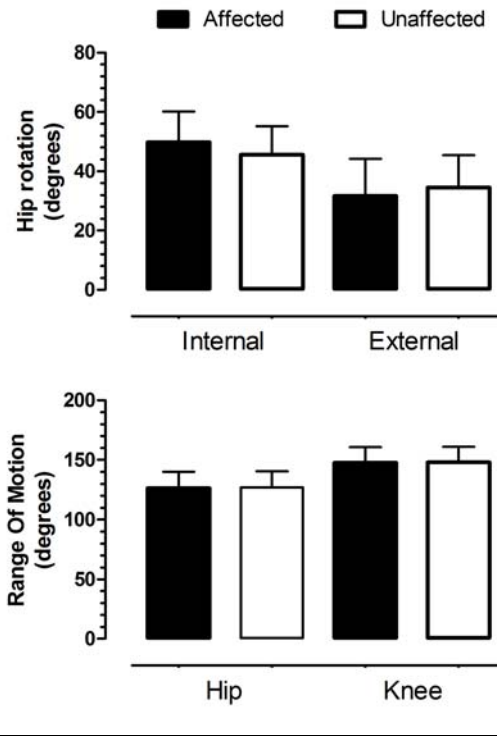 Affected Unaffected
Hip rotation
(degrees)
80
60
40
20
0
Internal External
Range Of Motion
(degrees)
200
150
100
50
0
Hip Knee